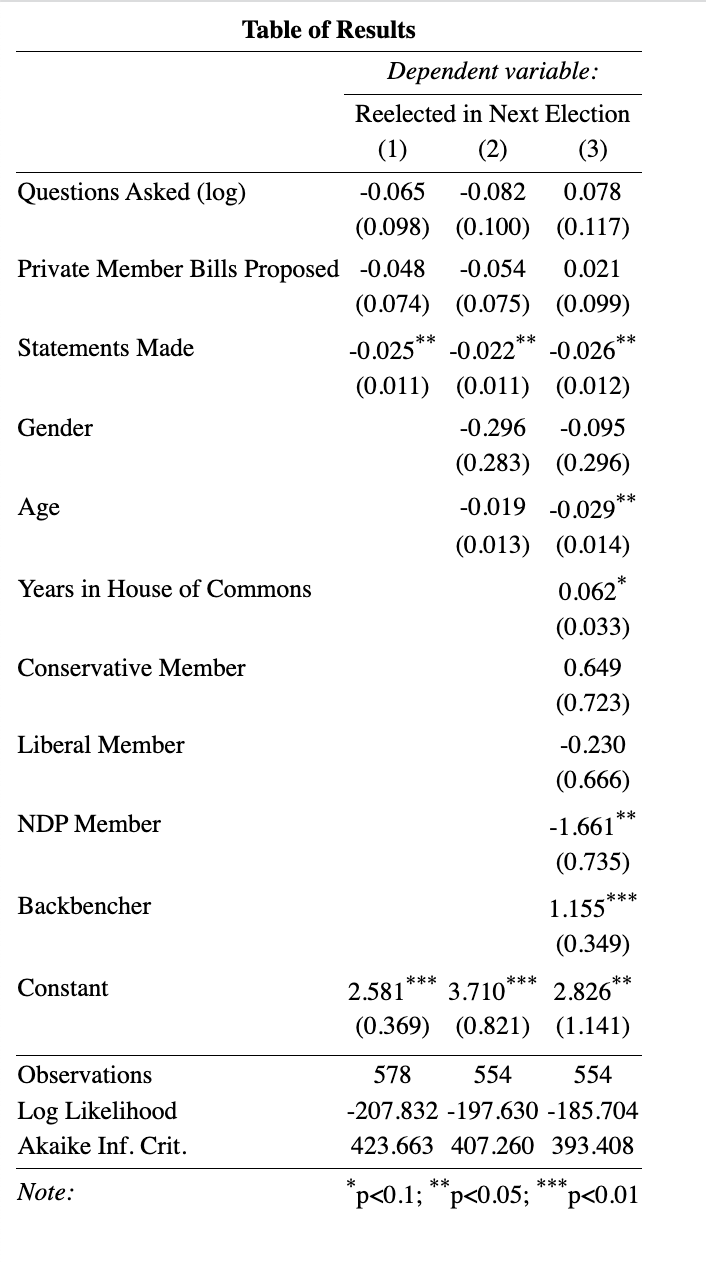 Table of Results
Dependent variable:
Reelected in Next Election
(1) (2) (3)
Questions Asked (log) -0.065 -0.082 0.078
(0.098) (0.100) (0.117)
Private Member Bills Proposed -0.048 -0.054 0.021
(0.074) (0.075) (0.099)
Statements Made -0.025** -0.022** -0.026**
(0.011) (0.011) (0.012)
Gender -0.296 -0.095
(0.283) (0.296)
Age -0.019 -0.029**
(0.013) (0.014)
Years in House of Commons 0.062*
(0.033)
Conservative Member 0.649
(0.723)
Liberal Member -0.230
(0.666)
NDP Member -1.661**
(0.735)
Backbencher 1.155***
(0.349)
Constant 2.581*** 3.710*** 2.826**
(0.369) (0.821) (1.141)
Observations 578 554 554
Log Likelihood -207.832 -197.630 -185.704
Akaike Inf. Crit. 423.663 407.260 393.408
Note: *p<0.1; **p<0.05; ***p<0.01